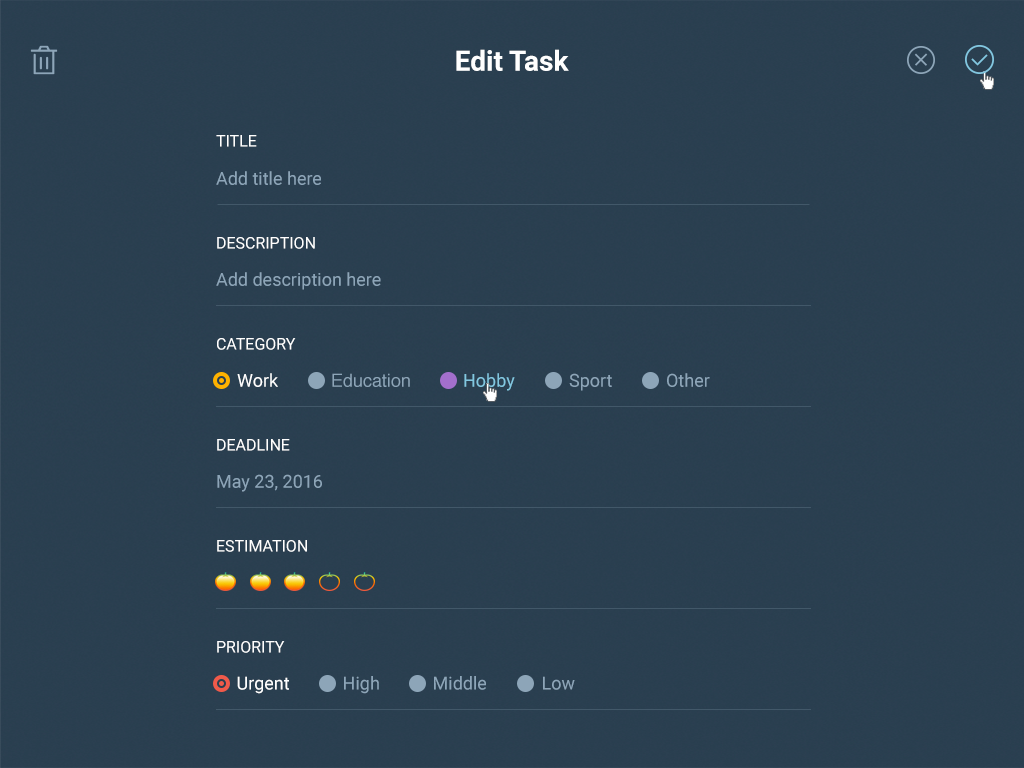 Edit Task
TITLE
Add title here
DESCRIPTION
Add description here
CATEGORY
Work Education Hobby Sport Other
DEADLINE
May 23, 2016
ESTIMATION
PRIORITY
Urgent High Middle Low